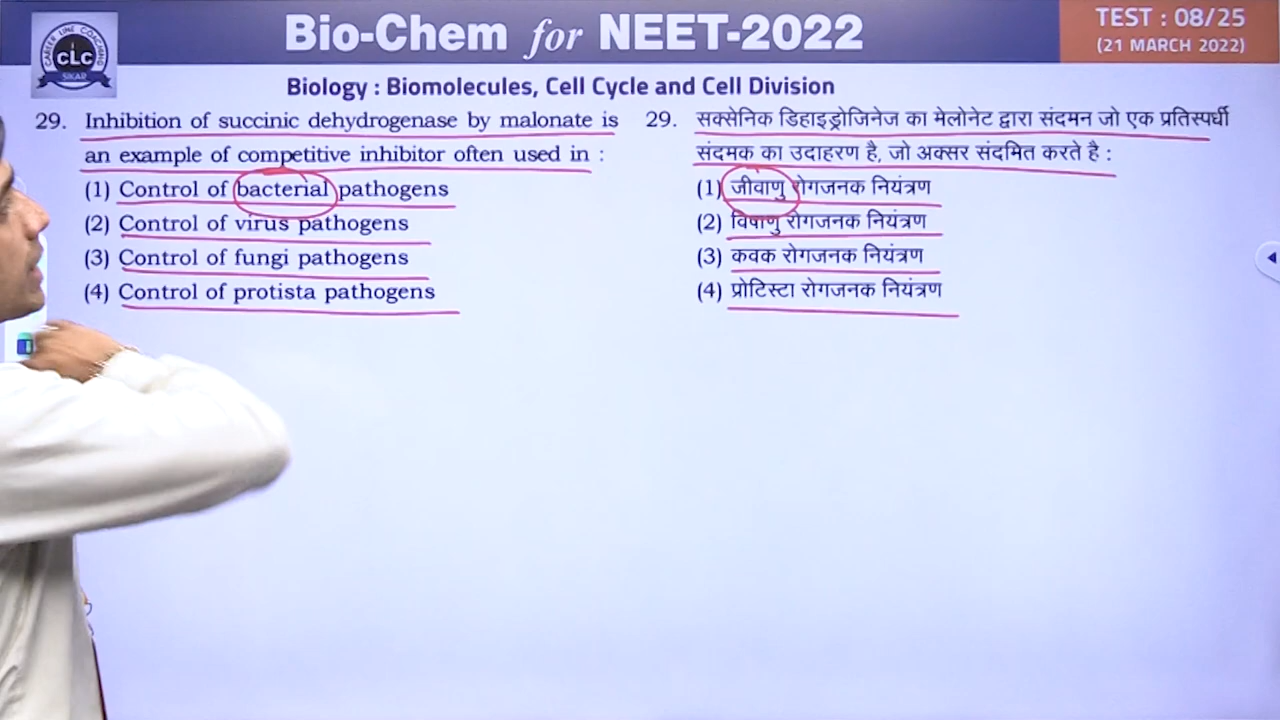 Bio-Chem for NEET-2022
TEST : 08/25
(21 MARCH 2022)
CAREER LINE COACHING
CLC
SIKAR
Biology : Biomolecules, Cell Cycle and Cell Division
29. Inhibition of succinic dehydrogenase by malonate is
an example of competitive inhibitor often used in :
(1) Control of bacterial pathogens
(2) Control of virus pathogens
(3) Control of fungi pathogens
(4) Control of protista pathogens
29. सक्सेनिक डिहाइड्रोजिनेज का मेलोनेट द्वारा संदमन जो एक प्रतिस्पर्धी
संदमक का उदाहरण है, जो अक्सर संदमित करते है :
(1) जीवाणु रोगजनक नियंत्रण
(2) विषाणु रोगजनक नियंत्रण
(3) कवक रोगजनक नियंत्रण
(4) प्रोटिस्टा रोगजनक नियंत्रण